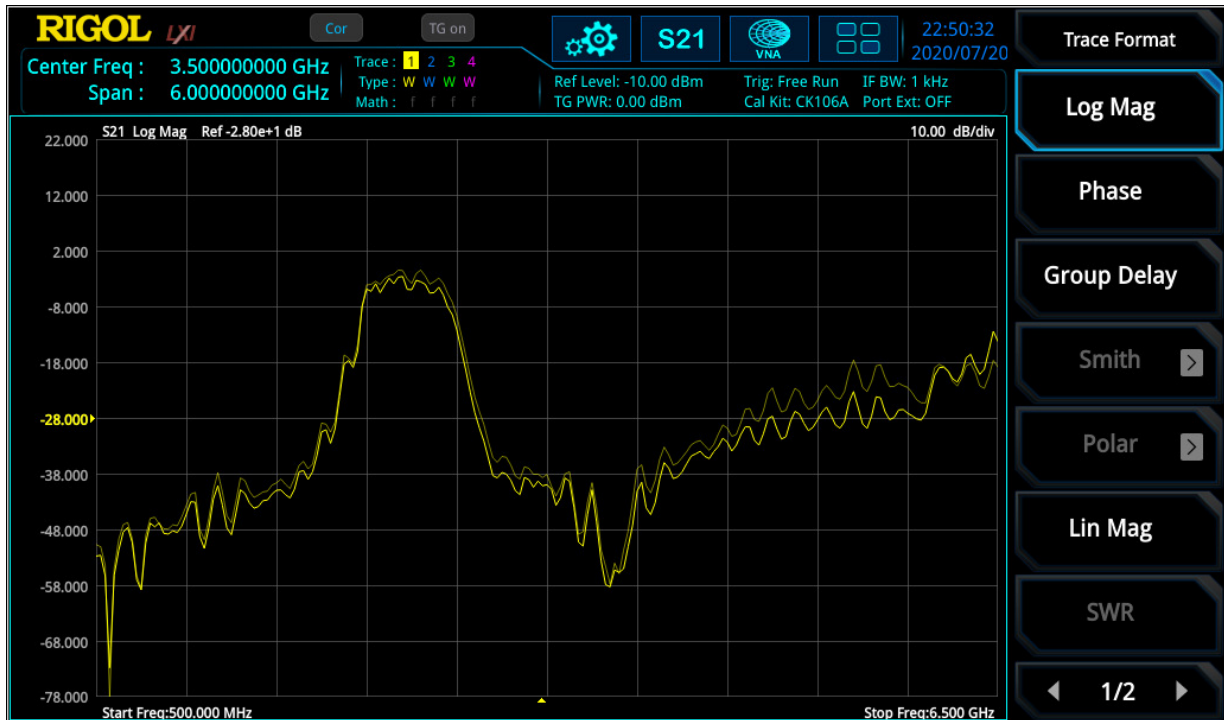 RIGOL LXI Cor TG on S21 VNA 22:50:32
2020/07/20
Center Freq : 3.500000000 GHz
Span : 6.000000000 GHz
Trace : 1 2 3 4
Type : W W W W
Math : f f f f
Ref Level: -10.00 dBm Trig: Free Run IF BW: 1 kHz
TG PWR: 0.00 dBm Cal Kit: CK106A Port Ext: OFF
S21 Log Mag Ref -2.80e+1 dB 10.00 dB/div
22.000
12.000
2.000
-8.000
-18.000
-28.000
-38.000
-48.000
-58.000
-68.000
-78.000
Start Freq:500.000 MHz Stop Freq:6.500 GHz
Trace Format
Log Mag
Phase
Group Delay
Smith >
Polar >
Lin Mag
SWR
1/2